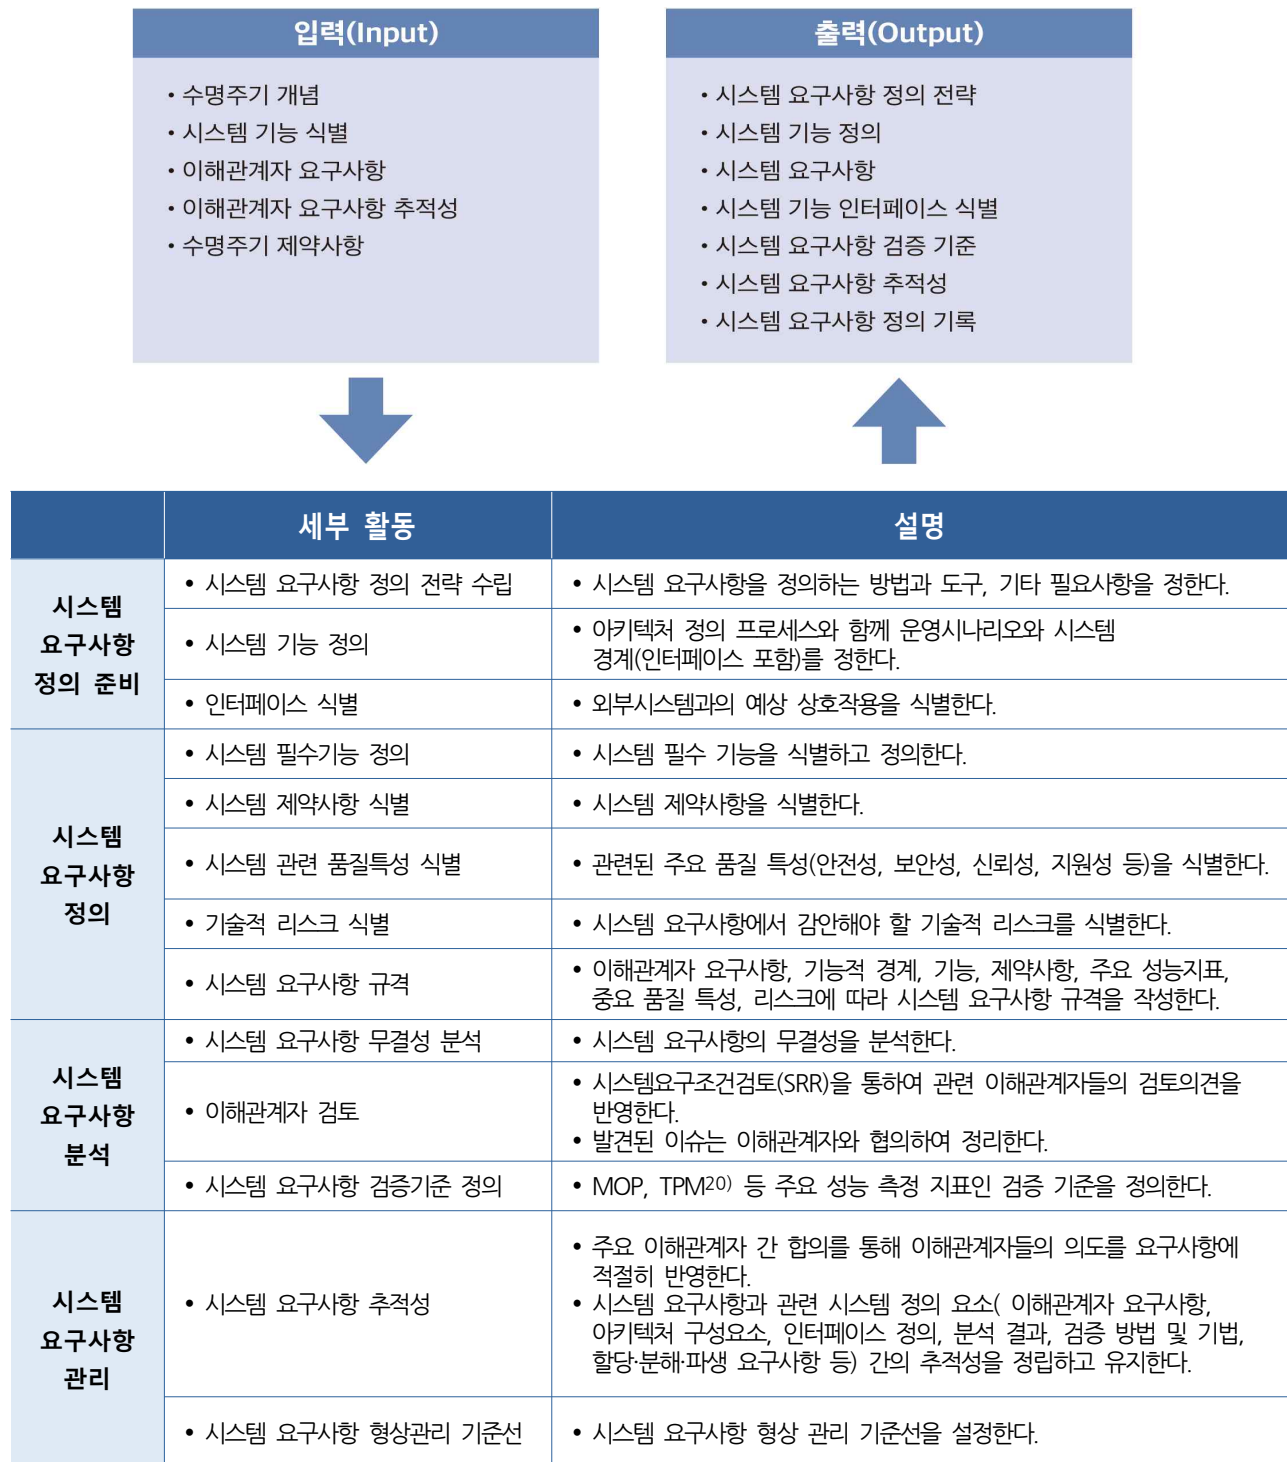 입력(Input)
• 수명주기 개념
• 시스템 기능 식별
• 이해관계자 요구사항
• 이해관계자 요구사항 추적성
• 수명주기 제약사항
출력(Output)
• 시스템 요구사항 정의 전략
• 시스템 기능 정의
• 시스템 요구사항
• 시스템 기능 인터페이스 식별
• 시스템 요구사항 검증 기준
• 시스템 요구사항 추적성
• 시스템 요구사항 정의 기록
세부 활동
설명
시스템
요구사항
정의 준비
• 시스템 요구사항 정의 전략 수립
• 시스템 요구사항을 정의하는 방법과 도구, 기타 필요사항을 정한다.
• 시스템 기능 정의
• 아키텍처 정의 프로세스와 함께 운영시나리오와 시스템
경계(인터페이스 포함)를 정한다.
• 인터페이스 식별
• 외부시스템과의 예상 상호작용을 식별한다.
시스템
요구사항
정의
• 시스템 필수기능 정의
• 시스템 필수 기능을 식별하고 정의한다.
• 시스템 제약사항 식별
• 시스템 제약사항을 식별한다.
• 시스템 관련 품질특성 식별
• 관련된 주요 품질 특성(안전성, 보안성, 신뢰성, 지원성 등)을 식별한다.
• 기술적 리스크 식별
• 시스템 요구사항에서 감안해야 할 기술적 리스크를 식별한다.
• 시스템 요구사항 규격
• 이해관계자 요구사항, 기능적 경계, 기능, 제약사항, 주요 성능지표,
중요 품질 특성, 리스크에 따라 시스템 요구사항 규격을 작성한다.
시스템
요구사항
분석
• 시스템 요구사항 무결성 분석
• 시스템 요구사항의 무결성을 분석한다.
• 이해관계자 검토
• 시스템요구조건검토(SRR)을 통하여 관련 이해관계자들의 검토의견을
반영한다.
• 발견된 이슈는 이해관계자와 협의하여 정리한다.
• 시스템 요구사항 검증기준 정의
• MOP, TPM20) 등 주요 성능 측정 지표인 검증 기준을 정의한다.
시스템
요구사항
관리
• 시스템 요구사항 추적성
• 주요 이해관계자 간 합의를 통해 이해관계자들의 의도를 요구사항에
적절히 반영한다.
• 시스템 요구사항과 관련 시스템 정의 요소( 이해관계자 요구사항,
아키텍처 구성요소, 인터페이스 정의, 분석 결과, 검증 방법 및 기법,
할당·분해·파생 요구사항 등) 간의 추적성을 정립하고 유지한다.
• 시스템 요구사항 형상관리 기준선
• 시스템 요구사항 형상 관리 기준선을 설정한다.